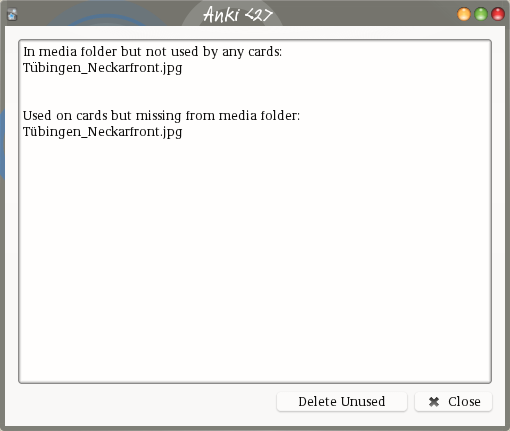 Anki <2>
In media folder but not used by any cards:
Tübingen_Neckarfront.jpg
Used on cards but missing from media folder:
Tübingen_Neckarfront.jpg
Delete Unused
Close